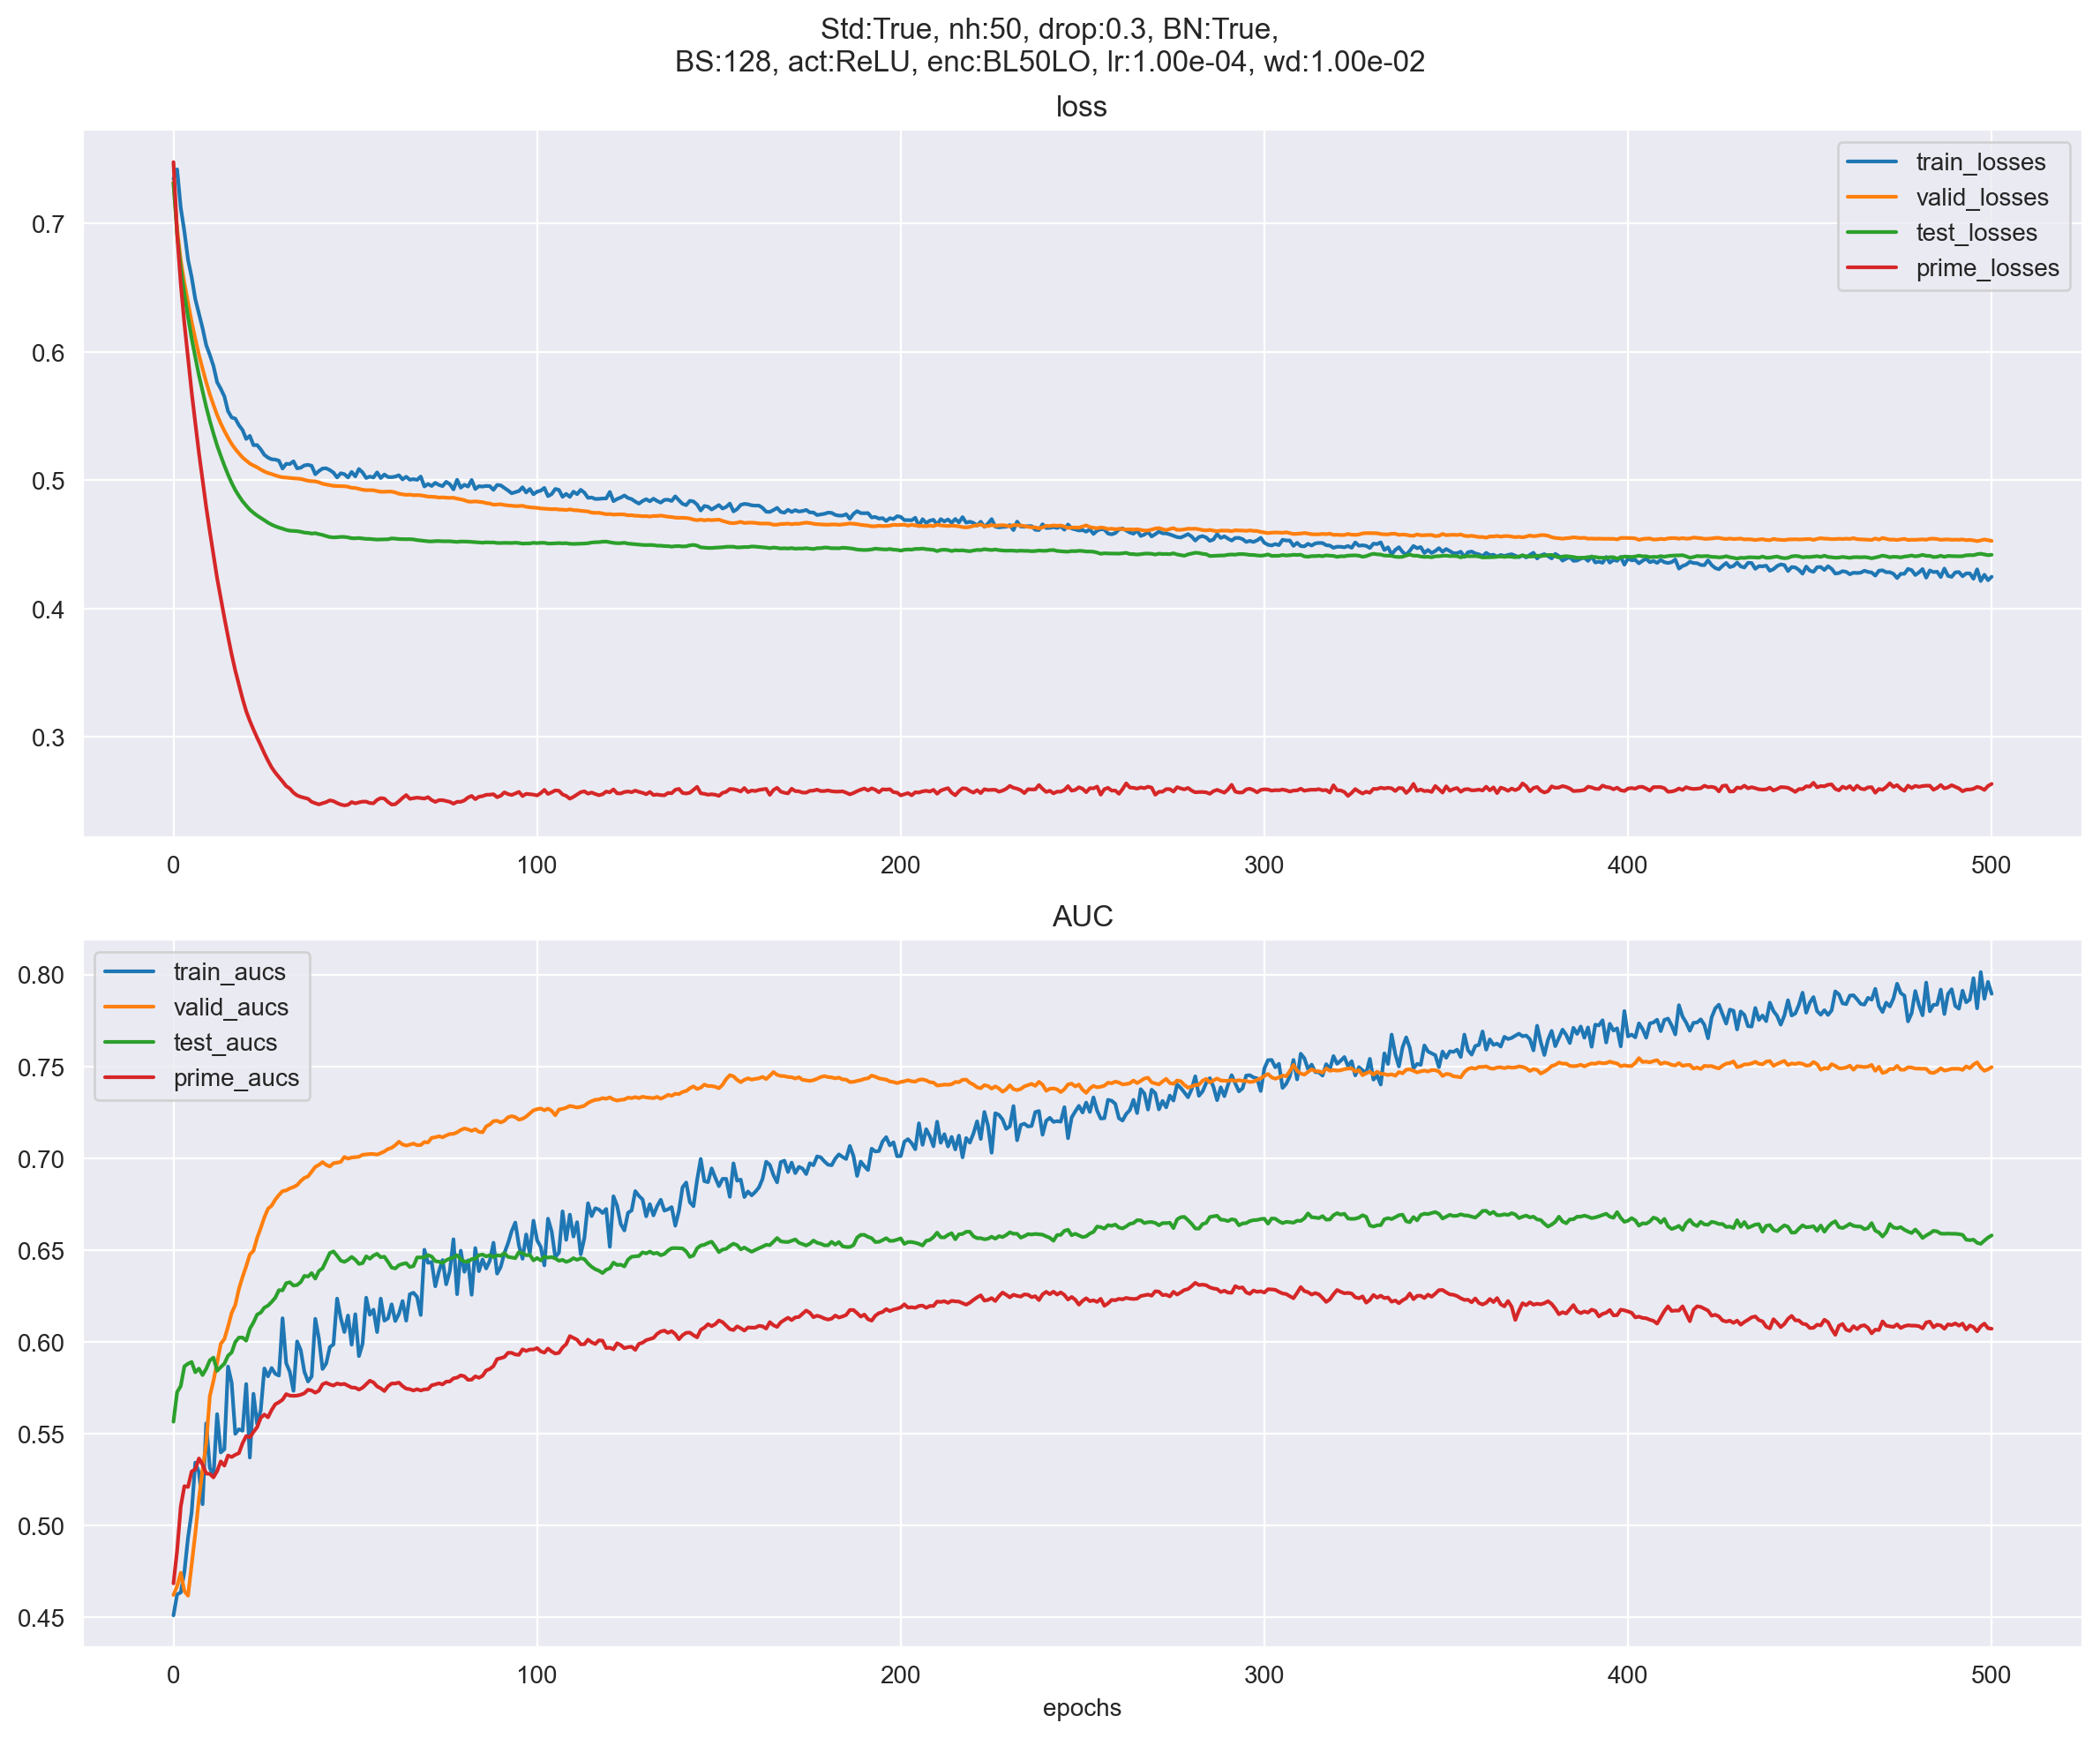 Std:True, nh:50, drop:0.3, BN:True,
BS:128, act:ReLU, enc:BL50LO, lr:1.00e-04, wd:1.00e-02
loss
train_losses
valid_losses
test_losses
prime_losses
0.7
0.6
0.5
0.4
0.3
0 100 200 300 400 500
AUC
train_aucs
valid_aucs
test_aucs
prime_aucs
0.80
0.75
0.70
0.65
0.60
0.55
0.50
0.45
0 100 200 300 400 500
epochs